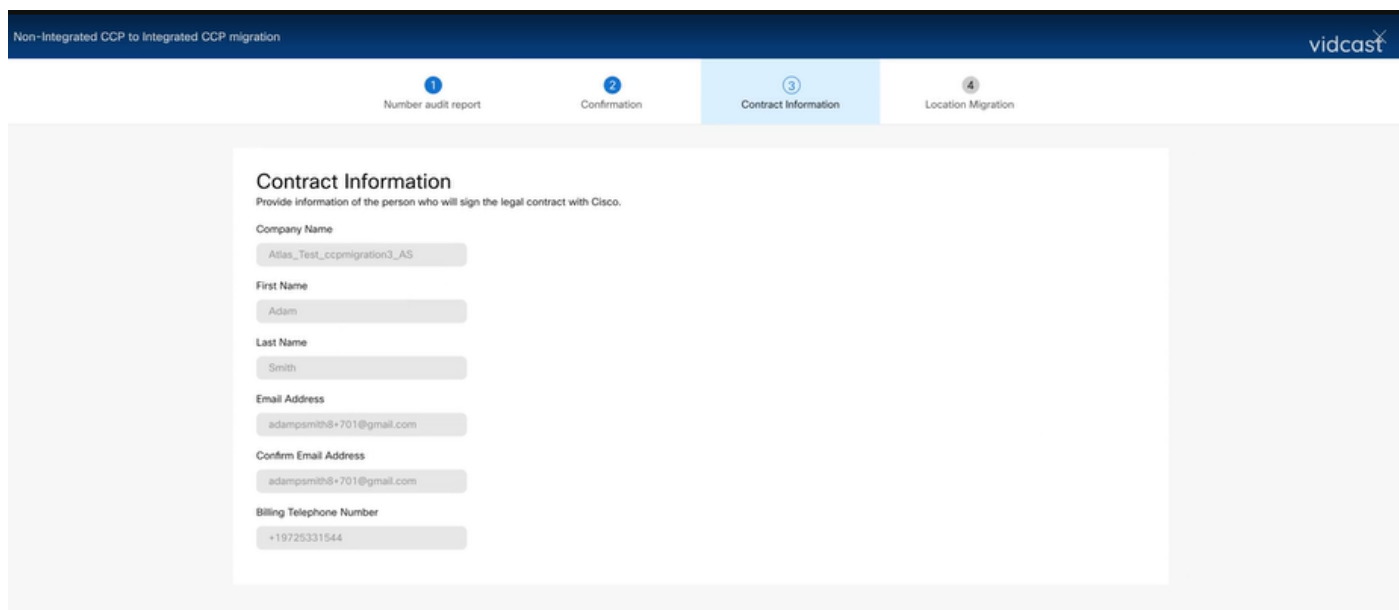 Non-Integrated CCP to Integrated CCP migration
vidcast
1
Number audit report
2
Confirmation
3
Contract Information
4
Location Migration
Contract Information
Provide information of the person who will sign the legal contract with Cisco.
Company Name
Atlas_Test_ccpmigration3_AS
First Name
Adam
Last Name
Smith
Email Address
adampsmith8+701@gmail.com
Confirm Email Address
adampsmith8+701@gmail.com
Billing Telephone Number
+19725331544